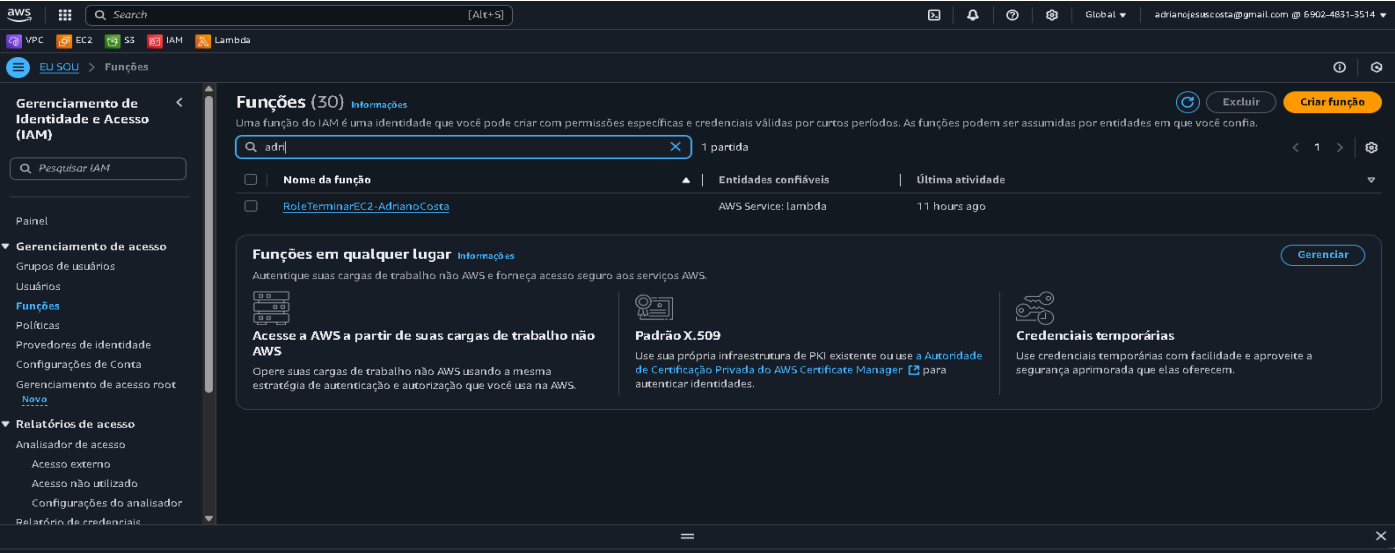 aws
Search
[Alt+S]
Global
adrianojesuscosta@gmail.com @ 6902-4831-3514
VPC
EC2
S3
IAM
Lambda
EU SOU > Funções
Gerenciamento de Identidade e Acesso (IAM)
Pesquisar IAM
Painel
Gerenciamento de acesso
Grupos de usuários
Usuários
Funções
Políticas
Provedores de identidade
Configurações de Conta
Gerenciamento de acesso root
Novo
Relatórios de acesso
Analisador de acesso
Acesso externo
Acesso não utilizado
Configurações do analisador
Relatório de credenciais
Funções (30) Informações
Excluir
Criar função
Uma função do IAM é uma identidade que você pode criar com permissões específicas e credenciais válidas por curtos períodos. As funções podem ser assumidas por entidades em que você confia.
adri
1 partida
< 1 >
Nome da função
Entidades confiáveis
Última atividade
RoleTerminarEC2-AdrianoCosta
AWS Service: lambda
11 hours ago
Funções em qualquer lugar Informações
Gerenciar
Autentique suas cargas de trabalho não AWS e forneça acesso seguro aos serviços AWS.
Acesse a AWS a partir de suas cargas de trabalho não
AWS
Opere suas cargas de trabalho não AWS usando a mesma
estratégia de autenticação e autorização que você usa na AWS.
Padrão X.509
Use sua própria infraestrutura de PKI existente ou use a Autoridade
de Certificação Privada do AWS Certificate Manager para
autenticar identidades.
Credenciais temporárias
Use credenciais temporárias com facilidade e aproveite a
segurança aprimorada que elas oferecem.